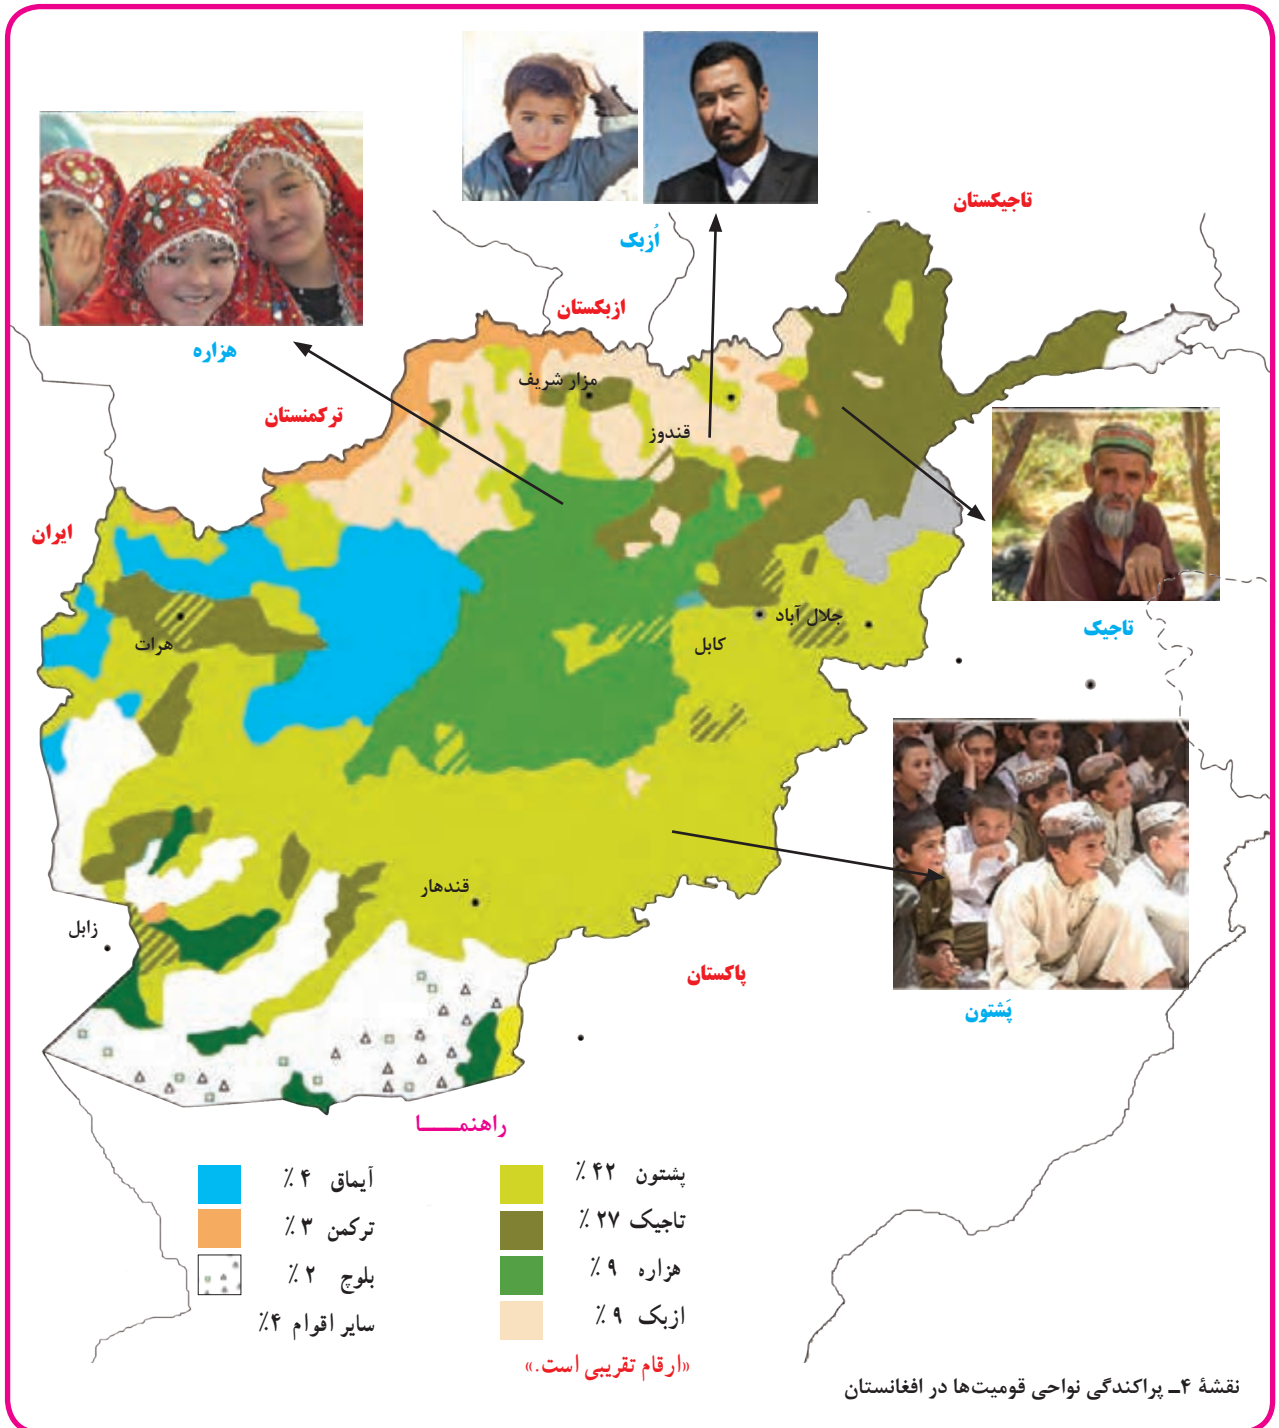 تاجیکستان
اُزبک
ازبکستان
هزاره
ترکمنستان
مزار شریف
قندوز
ایران
تاجیک
جلال آباد
کابل
هرات
قندهار
زابل
پاکستان
پَشتون
راهنمــــا
پشتون ۴۲ ٪
تاجیک ۲۷ ٪
هزاره ۹ ٪
ازبک ۹ ٪
آیماق ۴ ٪
ترکمن ۳ ٪
بلوچ ۲ ٪
سایر اقوام ۴٪
«ارقام تقریبی است.»
نقشهٔ ۴ـ پراکندگی نواحی قومیت‌ها در افغانستان